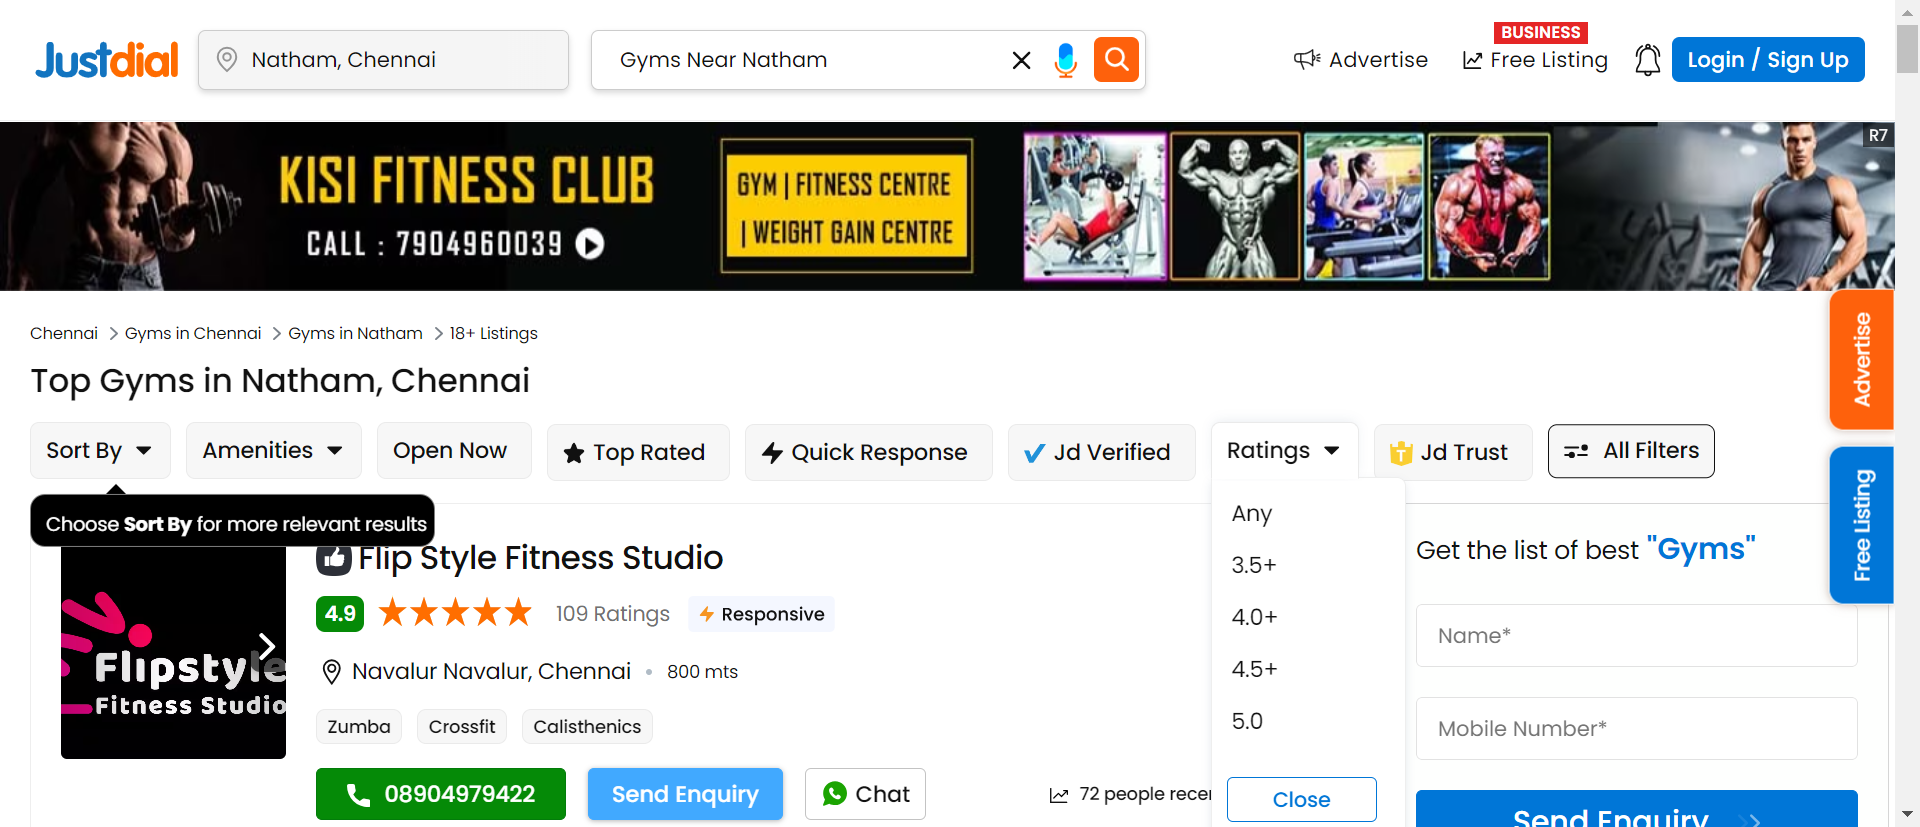 Justdial
Natham, Chennai
Gyms Near Natham
Advertise
BUSINESS
Free Listing
Login / Sign Up
KISI FITNESS CLUB
CALL : 7904960039
GYM | FITNESS CENTRE
| WEIGHT GAIN CENTRE
R7
Chennai > Gyms in Chennai > Gyms in Natham > 18+ Listings
Top Gyms in Natham, Chennai
Sort By
Amenities
Open Now
Top Rated
Quick Response
Jd Verified
Ratings
Jd Trust
All Filters
Choose Sort By for more relevant results
Flipstyle
Fitness Studio
Flip Style Fitness Studio
4.9
109 Ratings
Responsive
Navalur Navalur, Chennai • 800 mts
Zumba
Crossfit
Calisthenics
08904979422
Send Enquiry
Chat
72 people recer
Any
3.5+
4.0+
4.5+
5.0
Close
Get the list of best "Gyms"
Name*
Mobile Number*
Send Enquiry
Advertise
Free Listing